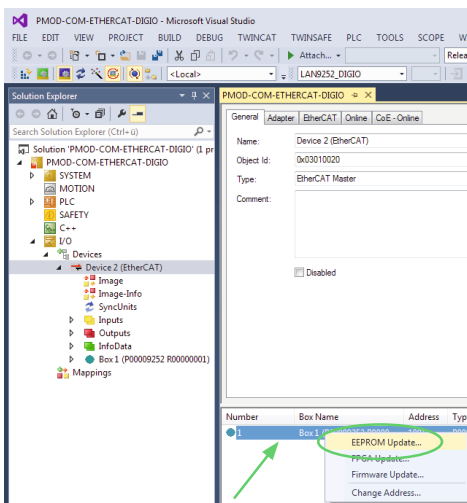 PMOD-COM-ETHERCAT-DIGIO - Microsoft Visual Studio
FILE EDIT VIEW PROJECT BUILD DEBUG TWINCAT TWINSAFE PLC TOOLS SCOPE
Attach...
<Local> LAN9252_DIGIO
Solution Explorer
Search Solution Explorer (Ctrl+ü)
Solution 'PMOD-COM-ETHERCAT-DIGIO' (1 pr
PMOD-COM-ETHERCAT-DIGIO
SYSTEM
MOTION
PLC
SAFETY
C++
I/O
Devices
Device 2 (EtherCAT)
Image
Image-Info
SyncUnits
Inputs
Outputs
InfoData
Box 1 (P00009252 R00000001)
Mappings
PMOD-COM-ETHERCAT-DIGIO
General Adapter EtherCAT Online CoE - Online
Name: Device 2 (EtherCAT)
Object Id: 0x03010020
Type: EtherCAT Master
Comment:
Disabled
Number Box Name Address Typ
1 Box 1
EEPROM Update...
FPGA Update...
Firmware Update...
Change Address...